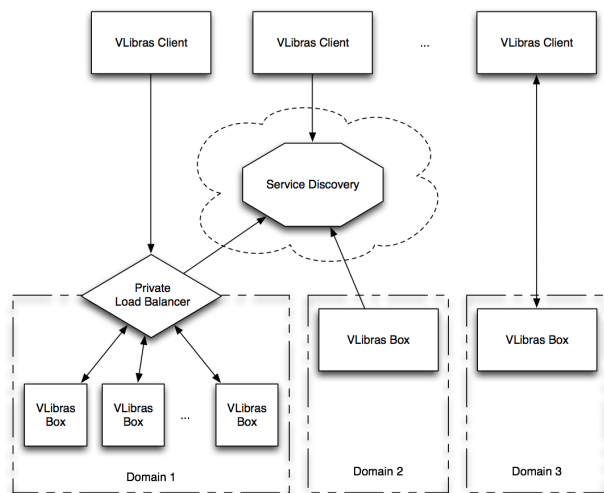 VLibras Client
VLibras Client
...
VLibras Client
Service Discovery
Private
Load Balancer
VLibras Box
VLibras Box
VLibras
Box
VLibras
Box
...
VLibras
Box
Domain 1
Domain 2
Domain 3